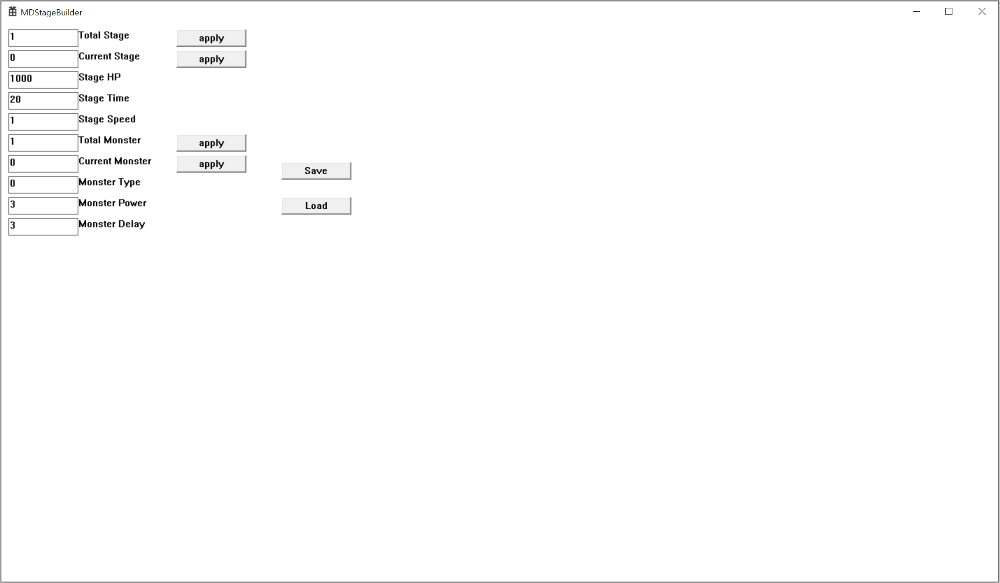 MDStageBuilder
1 Total Stage apply
0 Current Stage apply
1000 Stage HP
20 Stage Time
1 Stage Speed
1 Total Monster apply
0 Current Monster apply
Save
0 Monster Type
3 Monster Power
Load
3 Monster Delay